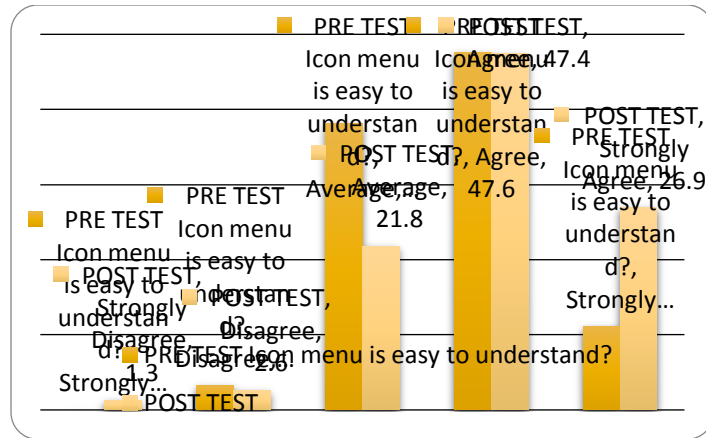 PRE TEST
Icon menu
is easy to
understan
d?,
Strongly...
POST TEST,
Strongly
Disagree,
1.3
PRE TEST
Icon menu
is easy to
understan
d?,
Disagree,...
POST TEST,
Disagree,
2.6
PRE TEST
Icon menu
is easy to
understan
d?,
Average,...
POST TEST,
Average,
21.8
PRE TEST
Icon menu
is easy to
understan
d?, Agree,
47.6
POST TEST,
Agree, 47.4
PRE TEST
Icon menu
is easy to
understan
d?,
Strongly...
POST TEST,
Strongly
Agree, 26.9
PRE TEST Icon menu is easy to understand?
POST TEST